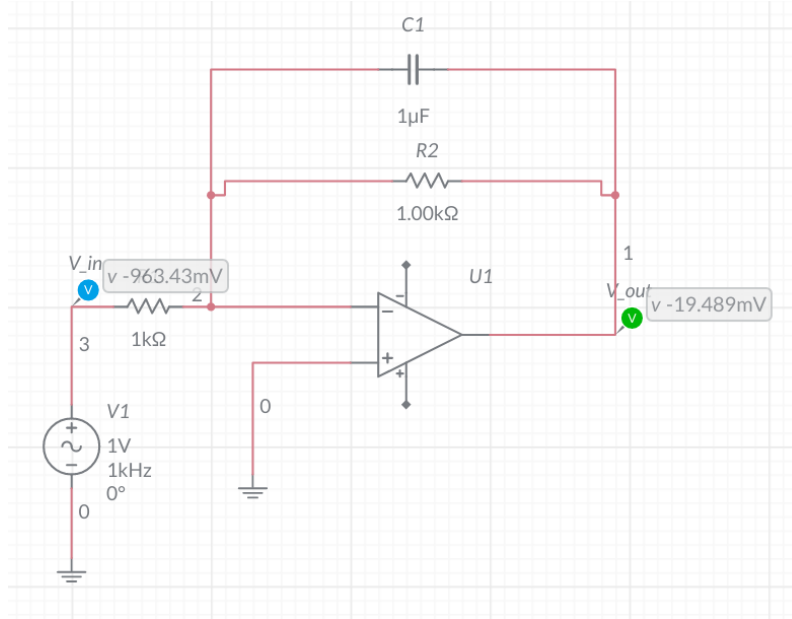 C1
1μF
R2
1.00kΩ
1
V_in
v -963.43mV
2
U1
V_out
v -19.489mV
V
V
1kΩ
3
0
V1
1V
1kHz
0°
0